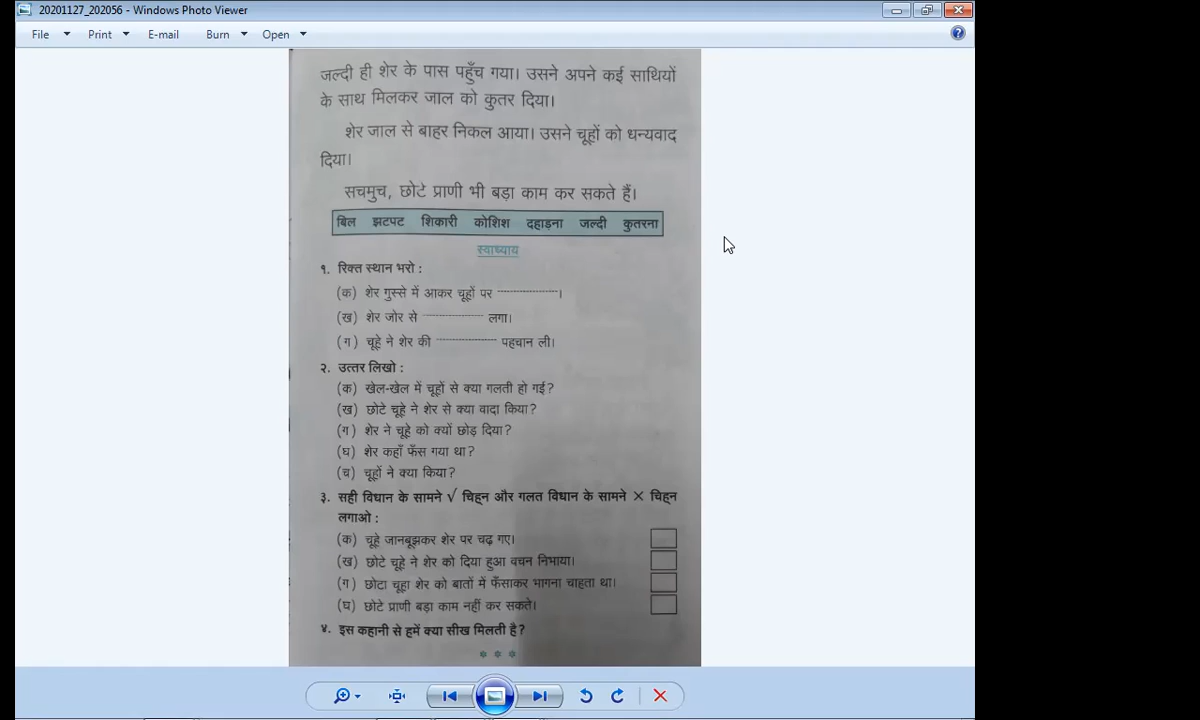 20201127_202056 - Windows Photo Viewer
File Print E-mail Burn Open
जल्दी ही शेर के पास पहुँच गया। उसने अपने कई साथियों
के साथ मिलकर जाल को कुतर दिया।
शेर जाल से बाहर निकल आया। उसने चूहों को धन्यवाद
दिया।
सचमुच, छोटे प्राणी भी बड़ा काम कर सकते हैं।
बिल झटपट शिकारी कोशिश दहाड़ना जल्दी कुतरना
स्वाध्याय
१. रिक्त स्थान भरो :
(क) शेर गुस्से में आकर चूहों पर ....................।
(ख) शेर जोर से .................... लगा।
(ग) चूहे ने शेर की .................... पहचान ली।
२. उत्तर लिखो :
(क) खेल-खेल में चूहों से क्या गलती हो गई?
(ख) छोटे चूहे ने शेर से क्या वादा किया?
(ग) शेर ने चूहे को क्यों छोड़ दिया?
(घ) शेर कहाँ फँस गया था?
(च) चूहों ने क्या किया?
३. सही विधान के सामने √ चिह्न और गलत विधान के सामने × चिह्न
लगाओ :
(क) चूहे जानबूझकर शेर पर चढ़ गए।
(ख) छोटे चूहे ने शेर को दिया हुआ वचन निभाया।
(ग) छोटा चूहा शेर को बातों में फँसाकर भागना चाहता था।
(घ) छोटे प्राणी बड़ा काम नहीं कर सकते।
४. इस कहानी से हमें क्या सीख मिलती है?